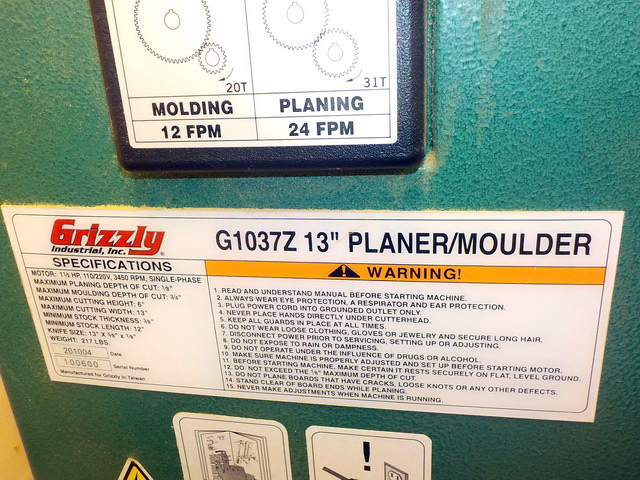 20T
31T
MOLDING
PLANING
12 FPM
24 FPM
Grizzly
Industrial, Inc.
G1037Z 13" PLANER/MOULDER
SPECIFICATIONS
MOTOR: 1½ HP, 110/220V, 3450 RPM, SINGLE-PHASE
MAXIMUM PLANING DEPTH OF CUT: ⅛"
MAXIMUM MOULDING DEPTH OF CUT: ¾"
MAXIMUM CUTTING HEIGHT: 6"
MAXIMUM CUTTING WIDTH: 13"
MINIMUM STOCK THICKNESS: ⅜"
MINIMUM STOCK LENGTH: 12"
KNIFE SIZE: 13" X ⅝" X ⅛"
WEIGHT: 217 LBS.
201004 Date
100600 Serial Number
Manufactured for Grizzly in Taiwan
WARNING!
1. READ AND UNDERSTAND MANUAL BEFORE STARTING MACHINE.
2. ALWAYS WEAR EYE PROTECTION, A RESPIRATOR AND EAR PROTECTION.
3. PLUG POWER CORD INTO GROUNDED OUTLET ONLY.
4. NEVER PLACE HANDS DIRECTLY UNDER CUTTERHEAD.
5. KEEP ALL GUARDS IN PLACE AT ALL TIMES.
6. DO NOT WEAR LOOSE CLOTHING, GLOVES OR JEWELRY AND SECURE LONG HAIR.
7. DISCONNECT POWER PRIOR TO SERVICING, SETTING UP OR ADJUSTING.
8. DO NOT EXPOSE TO RAIN OR DAMPNESS.
9. DO NOT OPERATE UNDER THE INFLUENCE OF DRUGS OR ALCOHOL.
10. MAKE SURE MACHINE IS PROPERLY ADJUSTED AND SET UP BEFORE STARTING MOTOR.
11. BEFORE STARTING MACHINE, MAKE CERTAIN IT RESTS SECURELY ON FLAT, LEVEL GROUND.
12. DO NOT EXCEED THE ⅛" MAXIMUM DEPTH OF CUT.
13. DO NOT PLANE BOARDS THAT HAVE CRACKS, LOOSE KNOTS OR ANY OTHER DEFECTS.
14. STAND CLEAR OF BOARD ENDS WHILE PLANING.
15. NEVER MAKE ADJUSTMENTS WHEN MACHINE IS RUNNING.